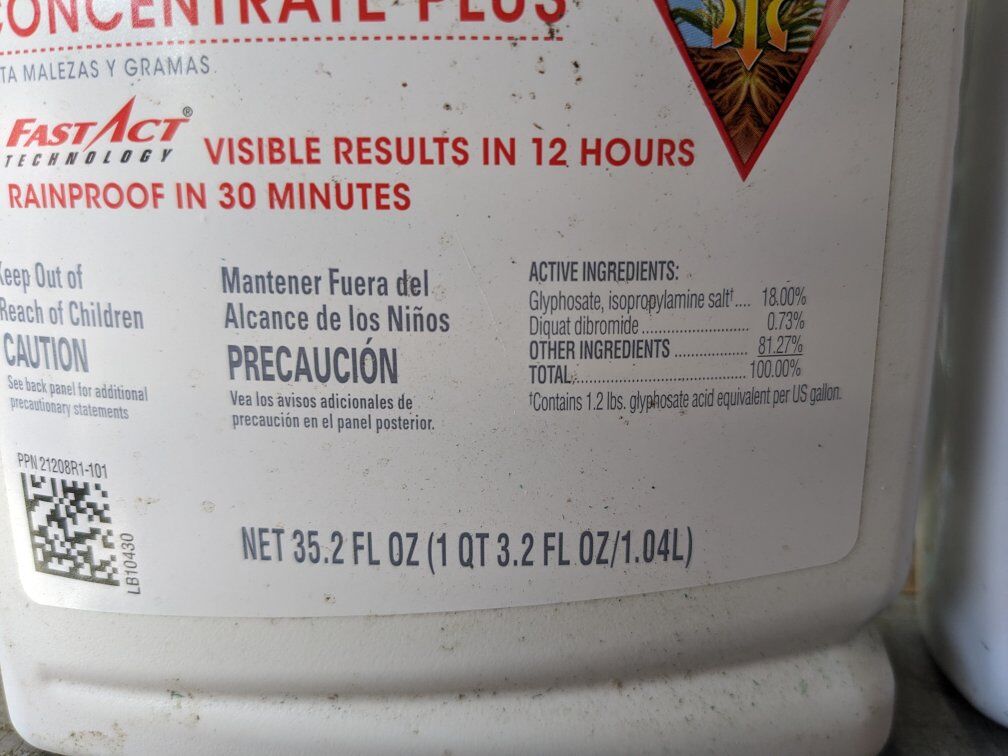 CONCENTRATE PLUS
TA MALEZAS Y GRAMAS
FASTACT®
TECHNOLOGY
VISIBLE RESULTS IN 12 HOURS
RAINPROOF IN 30 MINUTES
Keep Out of
Reach of Children
CAUTION
See back panel for additional
precautionary statements
Mantener Fuera del
Alcance de los Niños
PRECAUCIÓN
Vea los avisos adicionales de
precaución en el panel posterior.
ACTIVE INGREDIENTS:
Glyphosate, isopropylamine salt†.... 18.00%
Diquat dibromide ............................ 0.73%
OTHER INGREDIENTS ................... 81.27%
TOTAL............................................. 100.00%
†Contains 1.2 lbs. glyphosate acid equivalent per US gallon.
PPN 21208R1-101
LB10430
NET 35.2 FL OZ (1 QT 3.2 FL OZ/1.04L)